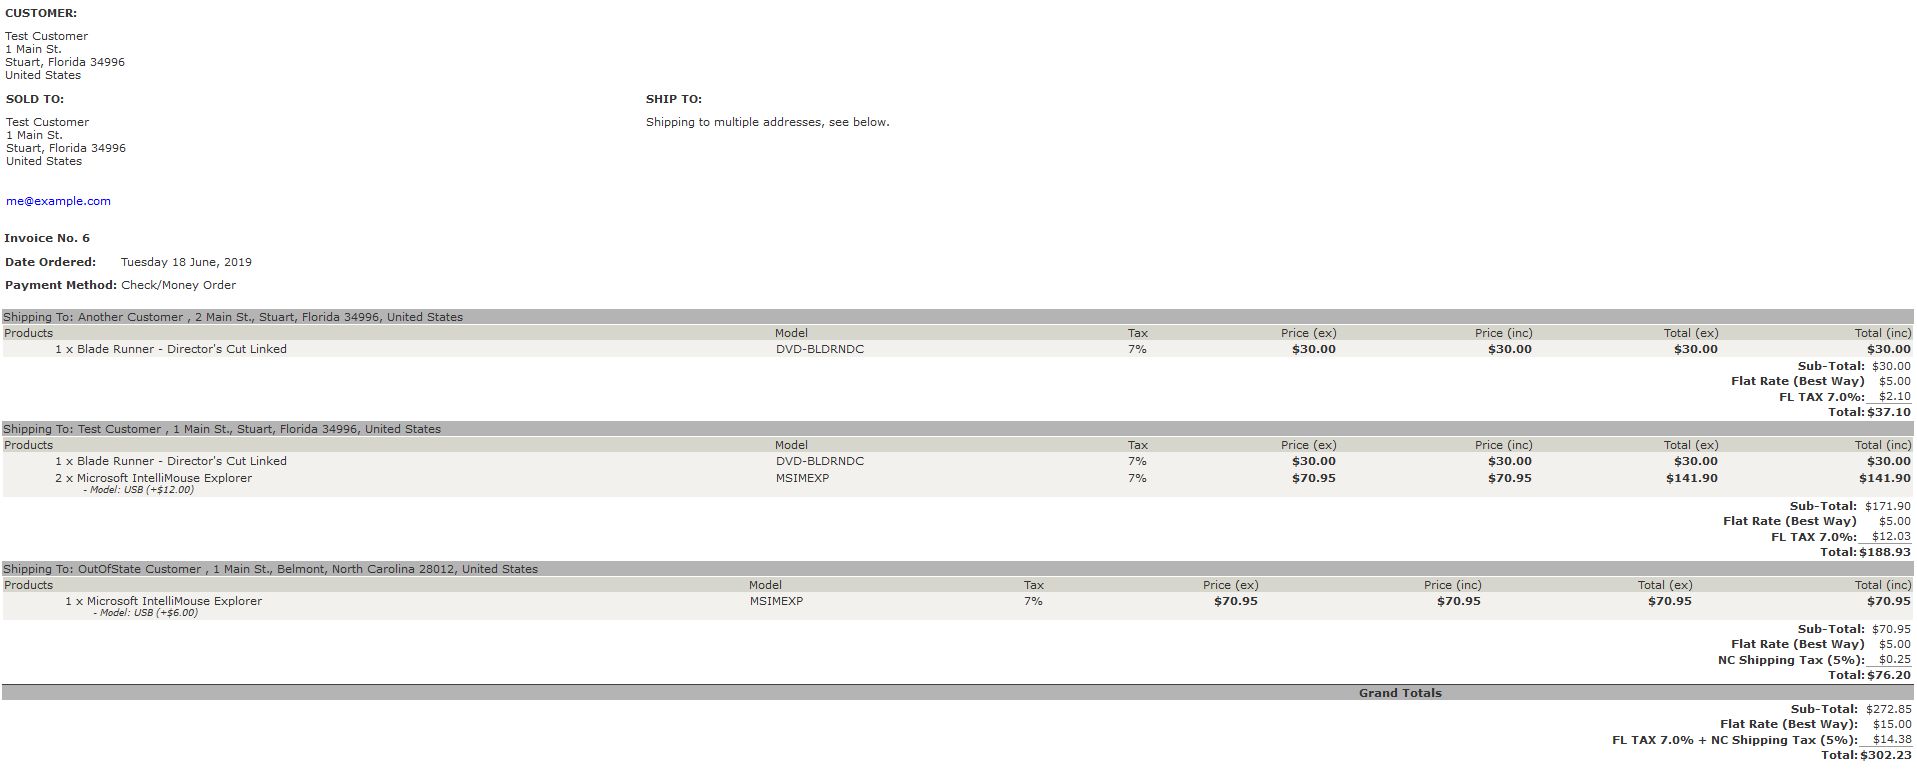 CUSTOMER:
Test Customer
1 Main St.
Stuart, Florida 34996
United States
SOLD TO:
Test Customer
1 Main St.
Stuart, Florida 34996
United States
SHIP TO:
Shipping to multiple addresses, see below.
me@example.com
Invoice No. 6
Date Ordered: Tuesday 18 June, 2019
Payment Method: Check/Money Order
Shipping To: Another Customer , 2 Main St., Stuart, Florida 34996, United States
Products Model Tax Price (ex) Price (inc) Total (ex) Total (inc)
1 x Blade Runner - Director's Cut Linked DVD-BLDRNDC 7% $30.00 $30.00 $30.00 $30.00
Sub-Total: $30.00
Flat Rate (Best Way) $5.00
FL TAX 7.0%: $2.10
Total: $37.10
Shipping To: Test Customer , 1 Main St., Stuart, Florida 34996, United States
Products Model Tax Price (ex) Price (inc) Total (ex) Total (inc)
1 x Blade Runner - Director's Cut Linked DVD-BLDRNDC 7% $30.00 $30.00 $30.00 $30.00
2 x Microsoft IntelliMouse Explorer MSIMEXP 7% $70.95 $70.95 $141.90 $141.90
- Model: USB (+$12.00)
Sub-Total: $171.90
Flat Rate (Best Way) $5.00
FL TAX 7.0%: $12.03
Total: $188.93
Shipping To: OutOfState Customer , 1 Main St., Belmont, North Carolina 28012, United States
Products Model Tax Price (ex) Price (inc) Total (ex) Total (inc)
1 x Microsoft IntelliMouse Explorer MSIMEXP 7% $70.95 $70.95 $70.95 $70.95
- Model: USB (+$6.00)
Sub-Total: $70.95
Flat Rate (Best Way) $5.00
NC Shipping Tax (5%): $0.25
Total: $76.20
Grand Totals
Sub-Total: $272.85
Flat Rate (Best Way): $15.00
FL TAX 7.0% + NC Shipping Tax (5%): $14.38
Total: $302.23